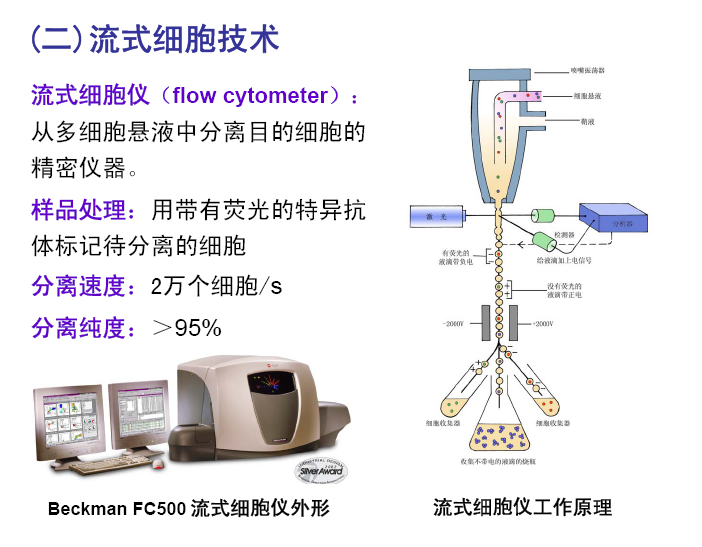 (二)流式细胞技术
流式细胞仪（flow cytometer）：
从多细胞悬液中分离目的细胞的
精密仪器。
样品处理：用带有荧光的特异抗
体标记待分离的细胞
分离速度：2万个细胞/s
分离纯度：＞95%
Silver Award
Beckman FC500 流式细胞仪外形
喷嘴振荡器
细胞悬液
鞘液
激 光
分析器
检测器
有荧光的
液滴带负电
给液滴加上电信号
没有荧光的
液滴带正电
-2000V
+2000V
细胞收集器
细胞收集器
收集不带电的液滴的烧瓶
流式细胞仪工作原理